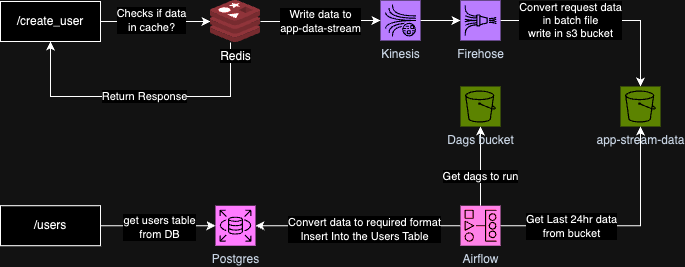 /create_user
Checks if data
in cache?
Redis
Write data to
app-data-stream
Kinesis
Firehose
Convert request data
in batch file
write in s3 bucket
Return Response
Dags bucket
app-stream-data
Get dags to run
/users
get users table
from DB
Postgres
Convert data to required format
Insert Into the Users Table
Airflow
Get Last 24hr data
from bucket